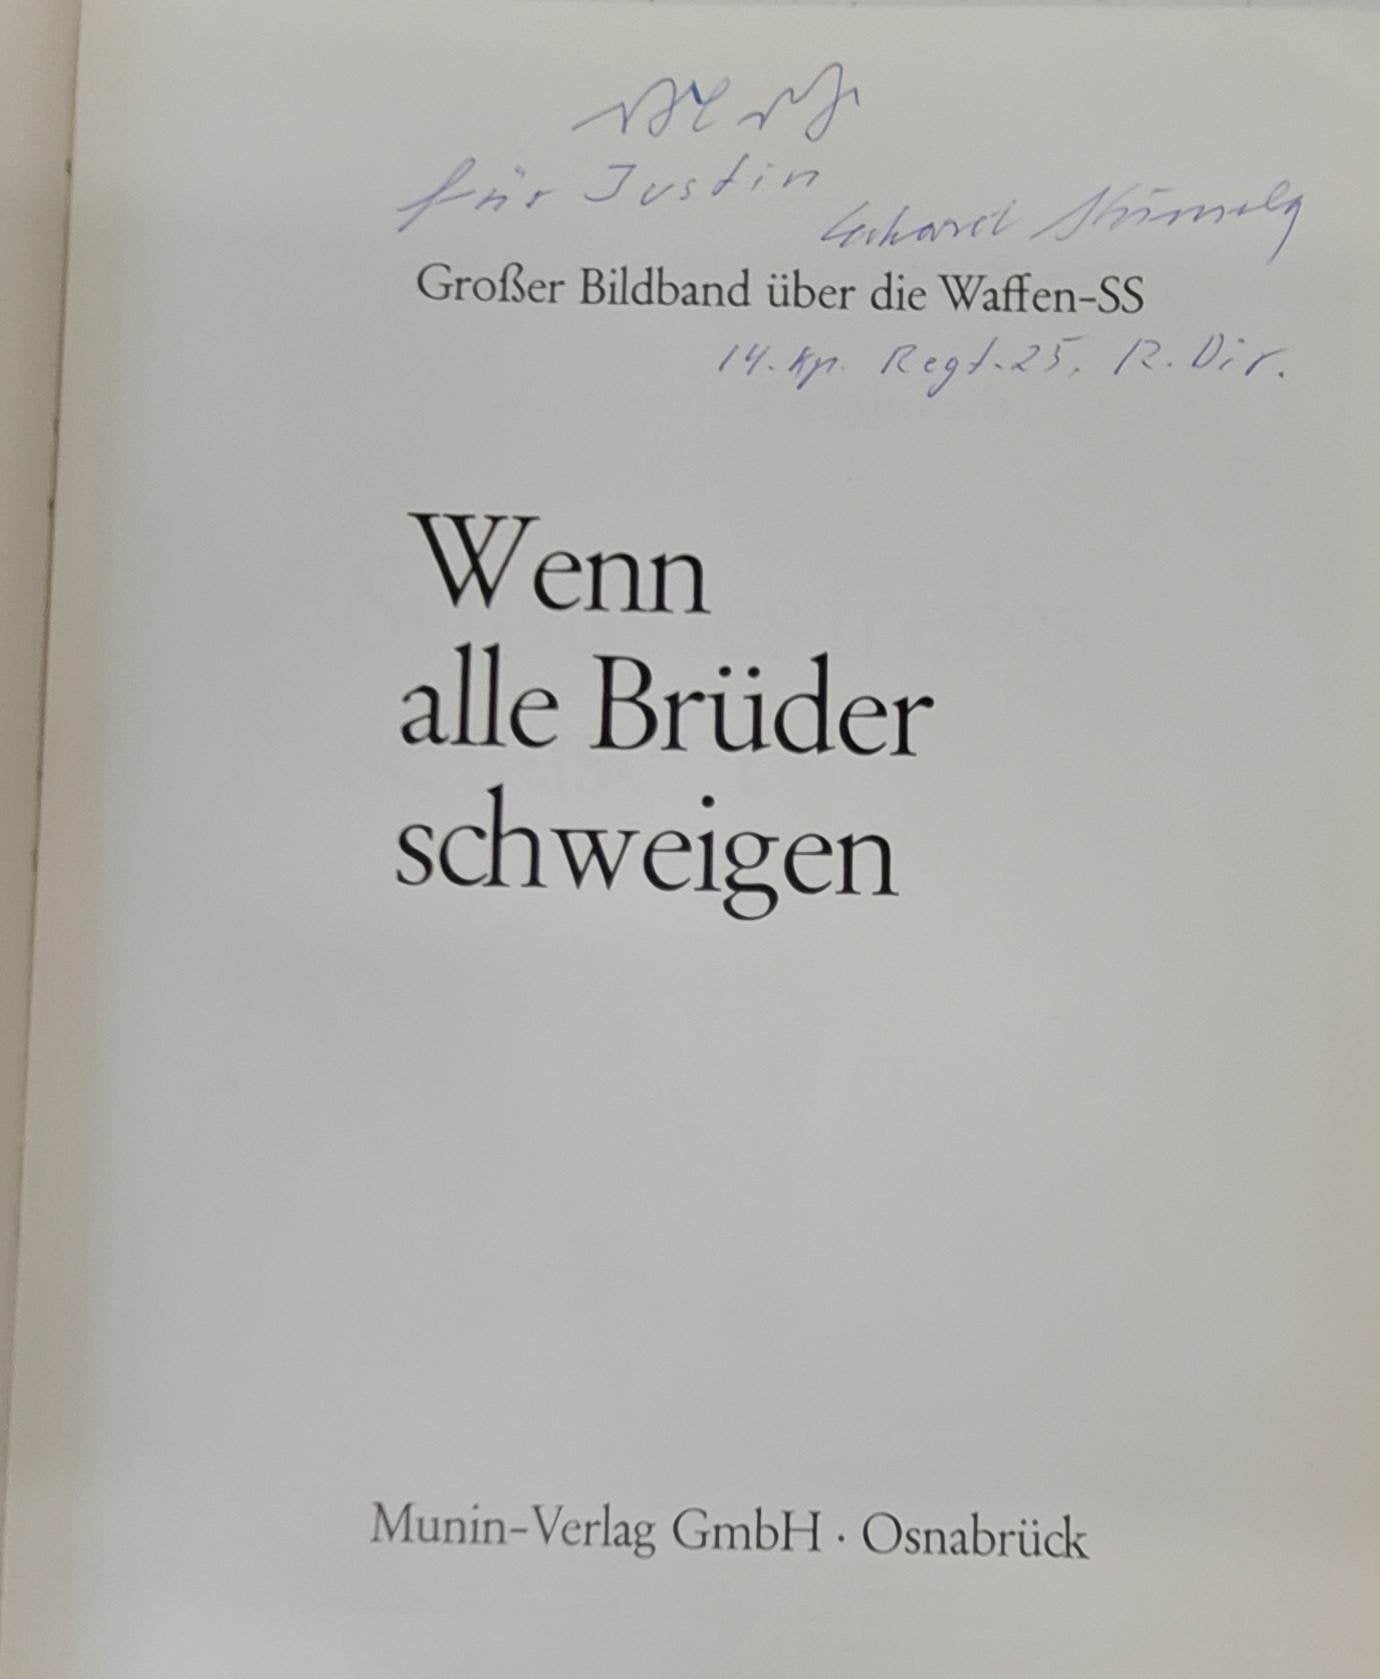 für Justin
Großer Bildband über die Waffen-SS
14. Kp. Regt. 25,
Wenn
alle Brüder
schweigen
Munin-Verlag GmbH · Osnabrück